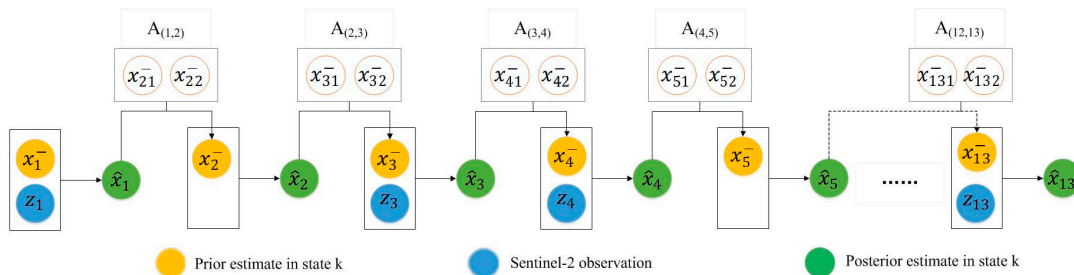 A(1,2) A(2,3) A(3,4) A(4,5) A(12,13)
x₂₁⁻ x₂₂⁻ x₃₁⁻ x₃₂⁻ x₄₁⁻ x₄₂⁻ x₅₁⁻ x₅₂⁻ x₁₃₁⁻ x₁₃₂⁻
x₁⁻ x₂⁻ x₃⁻ x₄⁻ x₅⁻ x₁₃⁻
x̂₁ x̂₂ x̂₃ x̂₄ x̂₅ ...... x̂₁₃
z₁ z₃ z₄ z₁₃
Prior estimate in state k Sentinel-2 observation Posterior estimate in state k